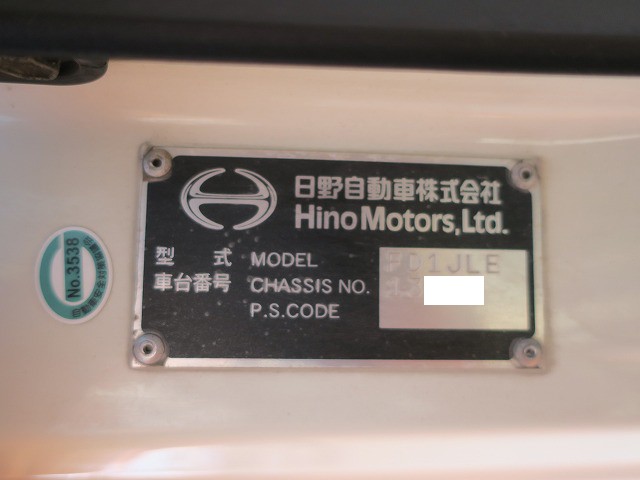 日野自動車株式会社
Hino Motors, Ltd.
型式 MODEL FD1JLE
車台番号 CHASSIS NO.
P.S.CODE
No.3538